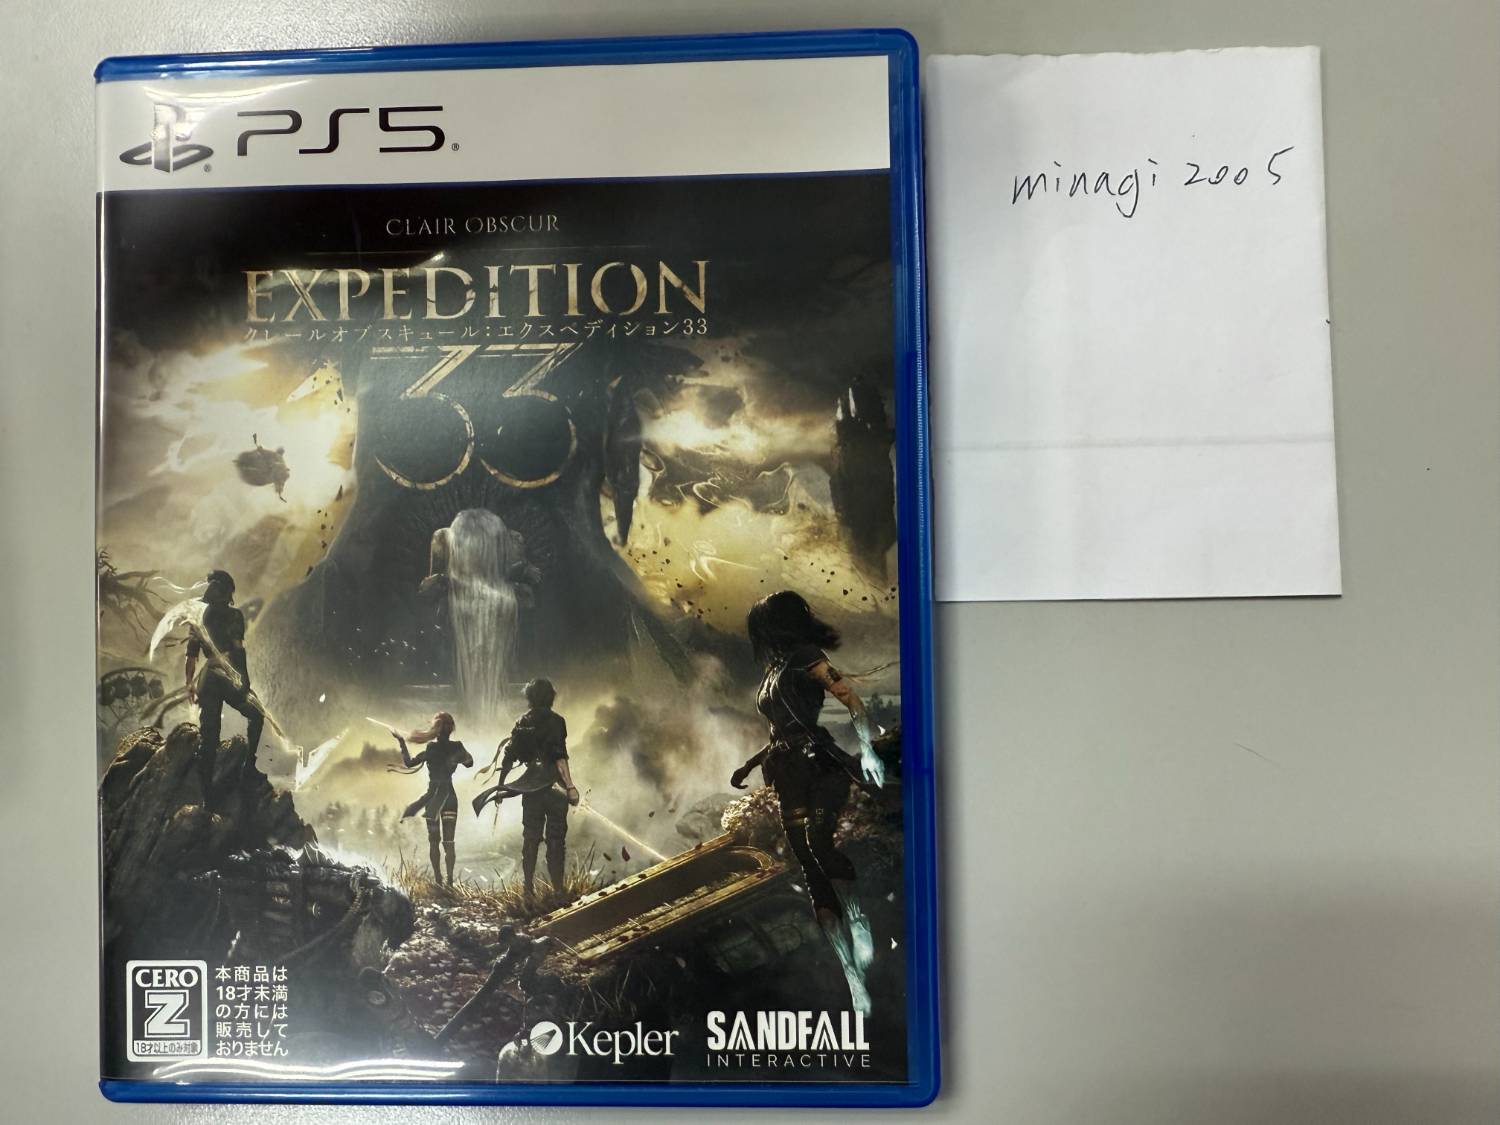 PS5®
CLAIR OBSCUR
EXPEDITION
クレールオブスキュール:エクスペディション33
33
CERO
Z
18才以上のみ対象
本商品は
18才未満
の方には
販売して
おりません
Kepler
SANDFALL
INTERACTIVE
minagi 2005